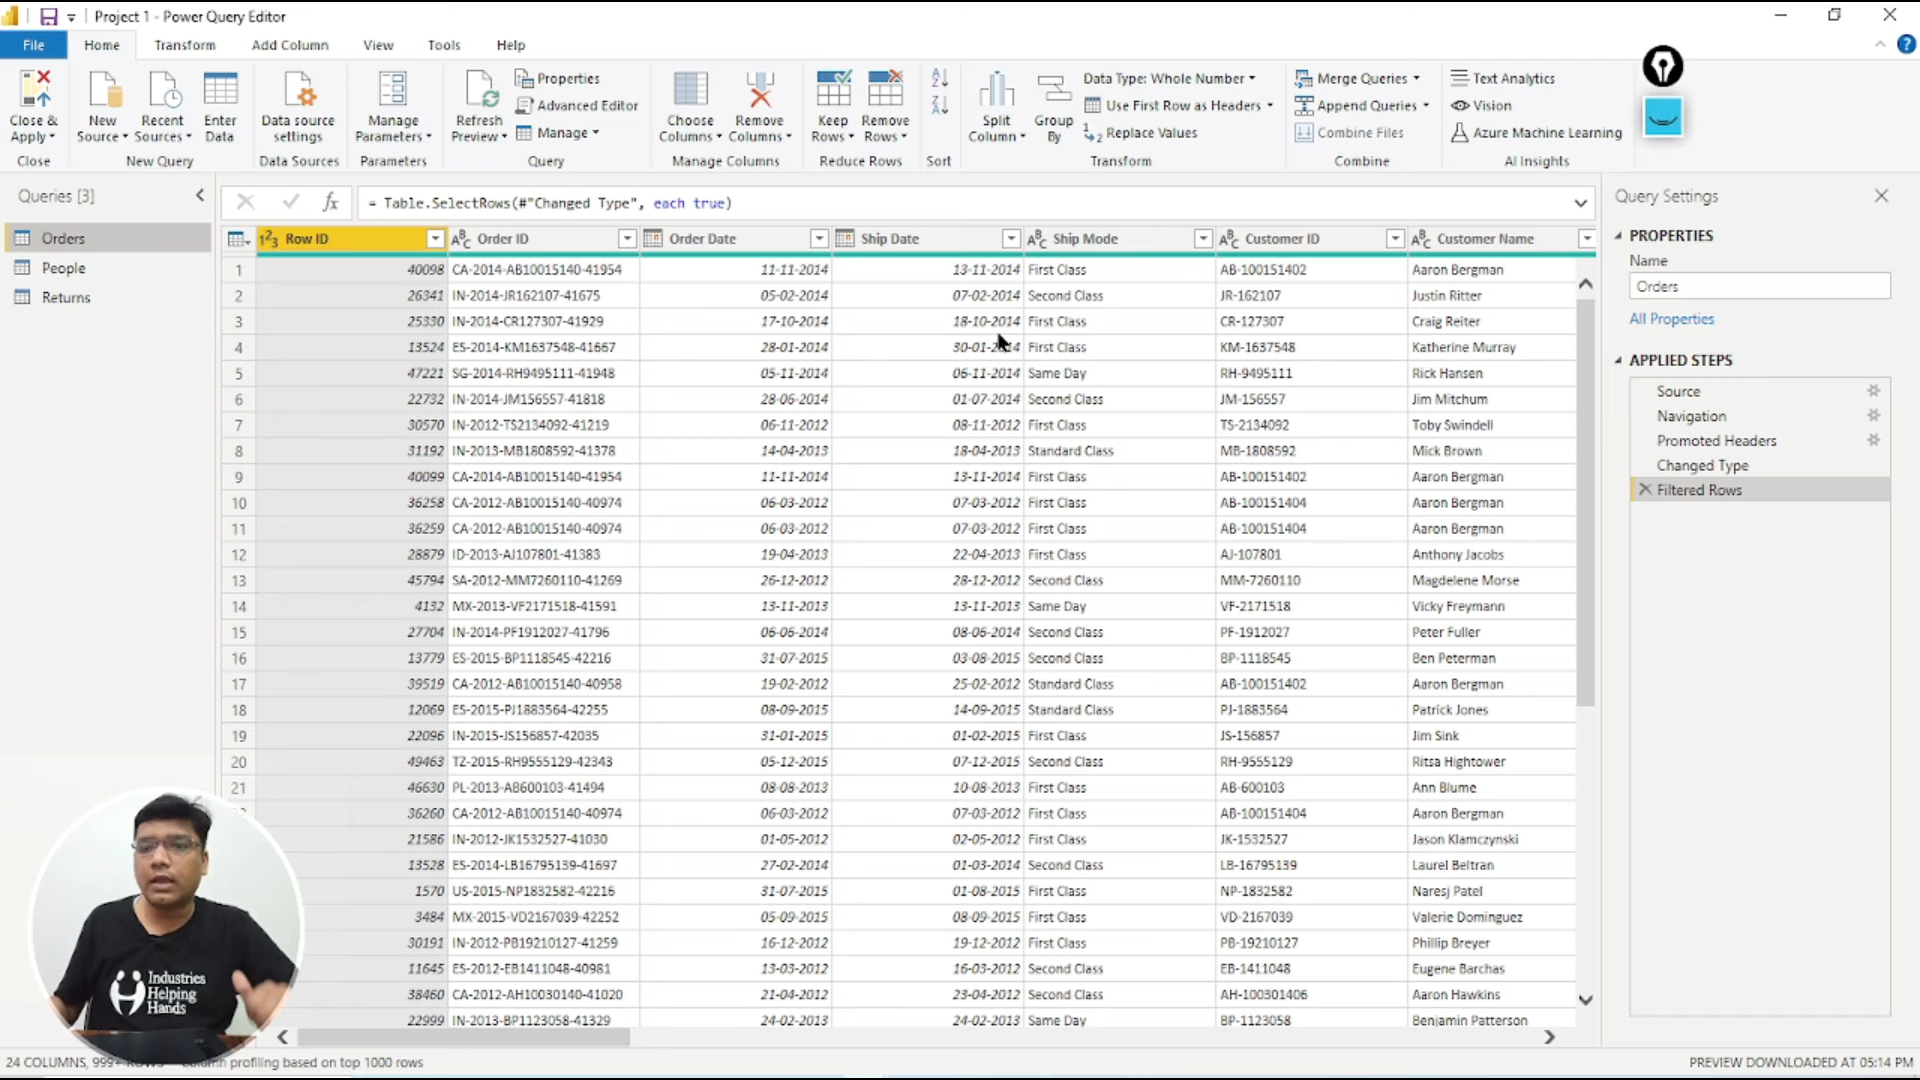 Project 1 - Power Query Editor
File Home Transform Add Column View Tools Help
Close & Apply
Close
New Source
Recent Sources
Enter Data
New Query
Data source settings
Data Sources
Manage Parameters
Parameters
Refresh Preview
Properties
Advanced Editor
Manage
Query
Choose Columns
Remove Columns
Manage Columns
Keep Rows
Remove Rows
Reduce Rows
Sort
Split Column
Group By
Data Type: Whole Number
Use First Row as Headers
Replace Values
Transform
Merge Queries
Append Queries
Combine Files
Combine
Text Analytics
Vision
Azure Machine Learning
AI Insights
Queries [3]
Orders
People
Returns
fx = Table.SelectRows(#"Changed Type", each true)
Row ID Order ID Order Date Ship Date Ship Mode Customer ID Customer Name
1 40098 CA-2014-AB10015140-41954 11-11-2014 13-11-2014 First Class AB-100151402 Aaron Bergman
2 26341 IN-2014-JR162107-41675 05-02-2014 07-02-2014 Second Class JR-162107 Justin Ritter
3 25330 IN-2014-CR127307-41929 17-10-2014 18-10-2014 First Class CR-127307 Craig Reiter
4 13524 ES-2014-KM1637548-41667 28-01-2014 30-01-2014 First Class KM-1637548 Katherine Murray
5 47221 SG-2014-RH9495111-41948 05-11-2014 06-11-2014 Same Day RH-9495111 Rick Hansen
6 22732 IN-2014-JM156557-41818 28-06-2014 01-07-2014 Second Class JM-156557 Jim Mitchum
7 30570 IN-2012-TS2134092-41219 06-11-2012 08-11-2012 First Class TS-2134092 Toby Swindell
8 31192 IN-2013-MB1808592-41378 14-04-2013 18-04-2013 Standard Class MB-1808592 Mick Brown
9 40099 CA-2014-AB10015140-41954 11-11-2014 13-11-2014 First Class AB-100151402 Aaron Bergman
10 36258 CA-2012-AB10015140-40974 06-03-2012 07-03-2012 First Class AB-100151404 Aaron Bergman
11 36259 CA-2012-AB10015140-40974 06-03-2012 07-03-2012 First Class AB-100151404 Aaron Bergman
12 28879 ID-2013-AJ107801-41383 19-04-2013 22-04-2013 First Class AJ-107801 Anthony Jacobs
13 45794 SA-2012-MM7260110-41269 26-12-2012 28-12-2012 Second Class MM-7260110 Magdelene Morse
14 4132 MX-2013-VF2171518-41591 13-11-2013 13-11-2013 Same Day VF-2171518 Vicky Freymann
15 27704 IN-2014-PF1912027-41796 06-06-2014 08-06-2014 Second Class PF-1912027 Peter Fuller
16 13779 ES-2015-BP1118545-42216 31-07-2015 03-08-2015 Second Class BP-1118545 Ben Peterman
17 39519 CA-2012-AB10015140-40958 19-02-2012 25-02-2012 Standard Class AB-100151402 Aaron Bergman
18 12069 ES-2015-PJ1883564-42255 08-09-2015 14-09-2015 Standard Class PJ-1883564 Patrick Jones
19 22096 IN-2015-JS156857-42035 31-01-2015 01-02-2015 First Class JS-156857 Jim Sink
20 49463 TZ-2015-RH9555129-42343 05-12-2015 07-12-2015 Second Class RH-9555129 Ritsa Hightower
21 46630 PL-2013-AB600103-41494 08-08-2013 10-08-2013 First Class AB-600103 Ann Blume
36260 CA-2012-AB10015140-40974 06-03-2012 07-03-2012 First Class AB-100151404 Aaron Bergman
21586 IN-2012-JK1532527-41030 01-05-2012 02-05-2012 First Class JK-1532527 Jason Klamczynski
13528 ES-2014-LB16795139-41697 27-02-2014 01-03-2014 Second Class LB-16795139 Laurel Beltran
1570 US-2015-NP1832582-42216 31-07-2015 01-08-2015 First Class NP-1832582 Naresj Patel
3484 MX-2015-VD2167039-42252 05-09-2015 08-09-2015 First Class VD-2167039 Valerie Dominguez
30191 IN-2012-PB19210127-41259 16-12-2012 19-12-2012 First Class PB-19210127 Phillip Breyer
11645 ES-2012-EB1411048-40981 13-03-2012 16-03-2012 Second Class EB-1411048 Eugene Barchas
38460 CA-2012-AH10030140-41020 21-04-2012 23-04-2012 Second Class AH-100301406 Aaron Hawkins
22999 IN-2013-BP1123058-41329 24-02-2013 24-02-2013 Same Day BP-1123058 Benjamin Patterson
Query Settings
PROPERTIES
Name
Orders
All Properties
APPLIED STEPS
Source
Navigation
Promoted Headers
Changed Type
Filtered Rows
Industries
Helping
Hands
24 COLUMNS, 999+ profiling based on top 1000 rows
PREVIEW DOWNLOADED AT 05:14 PM